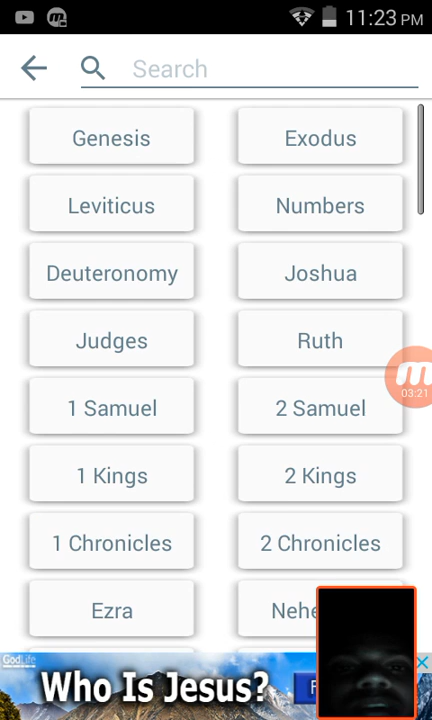 11:23 PM
Search
Genesis Exodus
Leviticus Numbers
Deuteronomy Joshua
Judges Ruth
1 Samuel 2 Samuel
03:21
1 Kings 2 Kings
1 Chronicles 2 Chronicles
Ezra Nehe
GodLife
Who Is Jesus? F